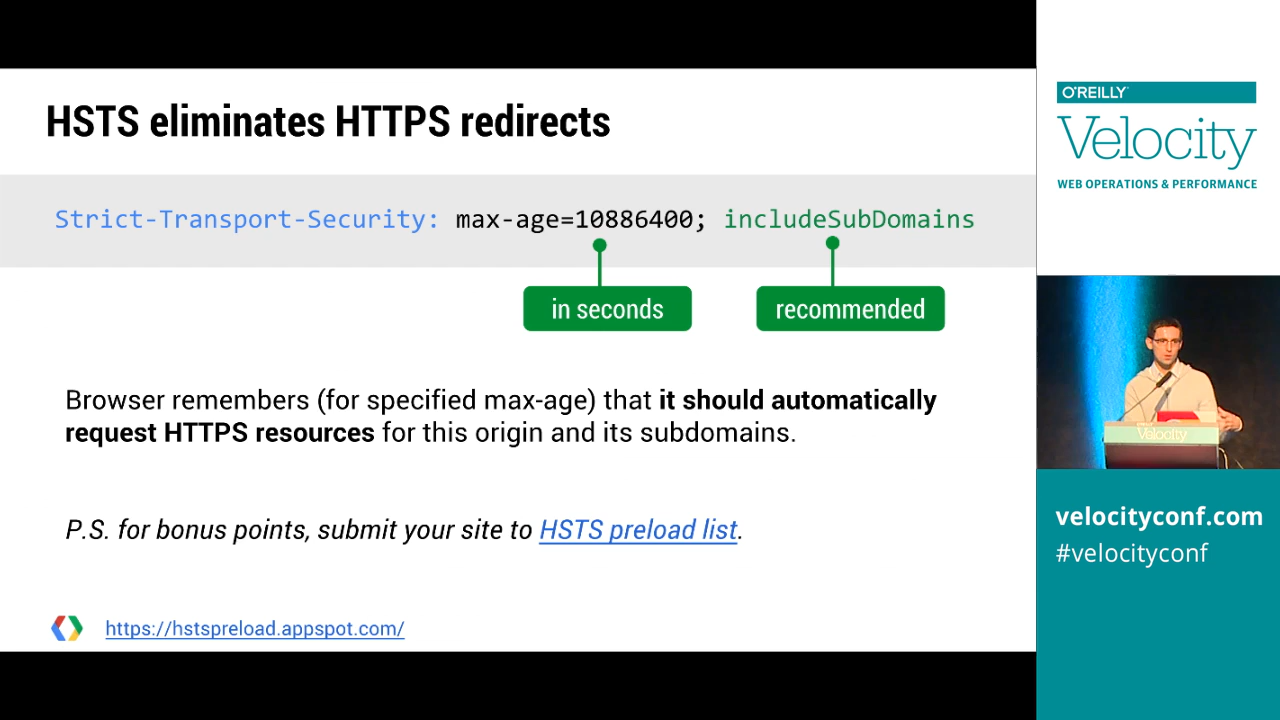 HSTS eliminates HTTPS redirects
Strict-Transport-Security: max-age=10886400; includeSubDomains
in seconds
recommended
Browser remembers (for specified max-age) that it should automatically
request HTTPS resources for this origin and its subdomains.
P.S. for bonus points, submit your site to HSTS preload list.
https://hstspreload.appspot.com/
O'REILLY
Velocity
WEB OPERATIONS & PERFORMANCE
Velocity
velocityconf.com
#velocityconf